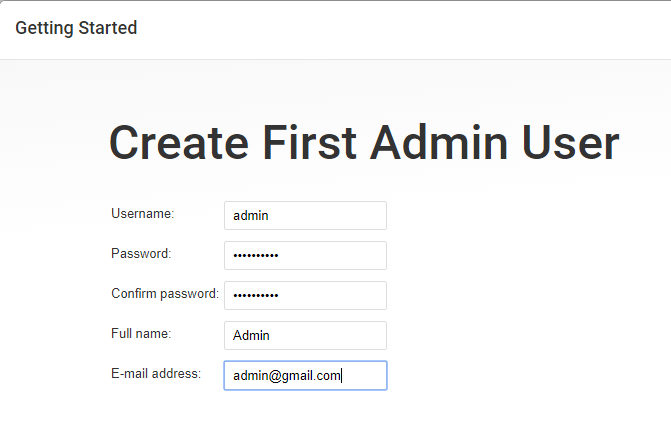 Getting Started
Create First Admin User
Username: admin
Password: ••••••••••
Confirm password: ••••••••••
Full name: Admin
E-mail address: admin@gmail.com